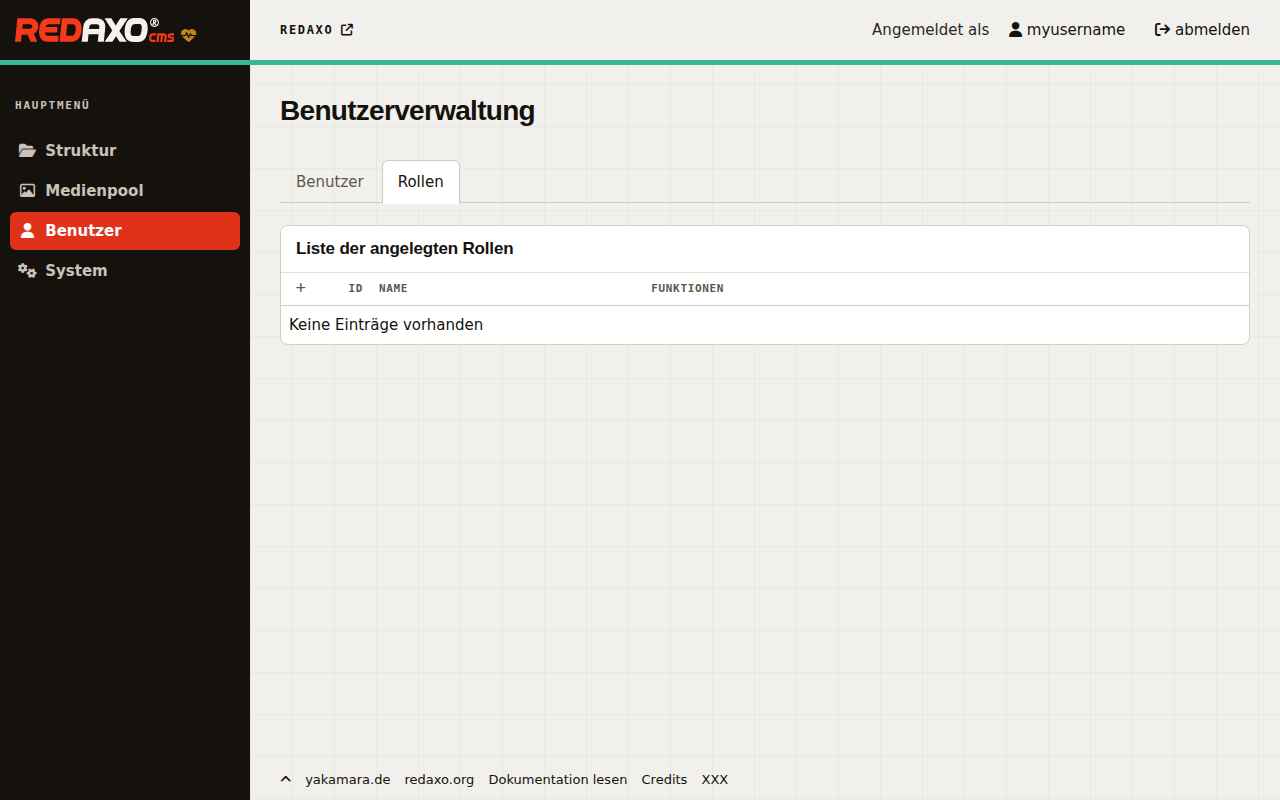 REDAXO® cms
REDAXO
Angemeldet als myusername abmelden
HAUPTMENÜ
Struktur
Medienpool
Benutzer
System
Benutzerverwaltung
Benutzer Rollen
Liste der angelegten Rollen
+ ID NAME FUNKTIONEN
Keine Einträge vorhanden
yakamara.de redaxo.org Dokumentation lesen Credits XXX